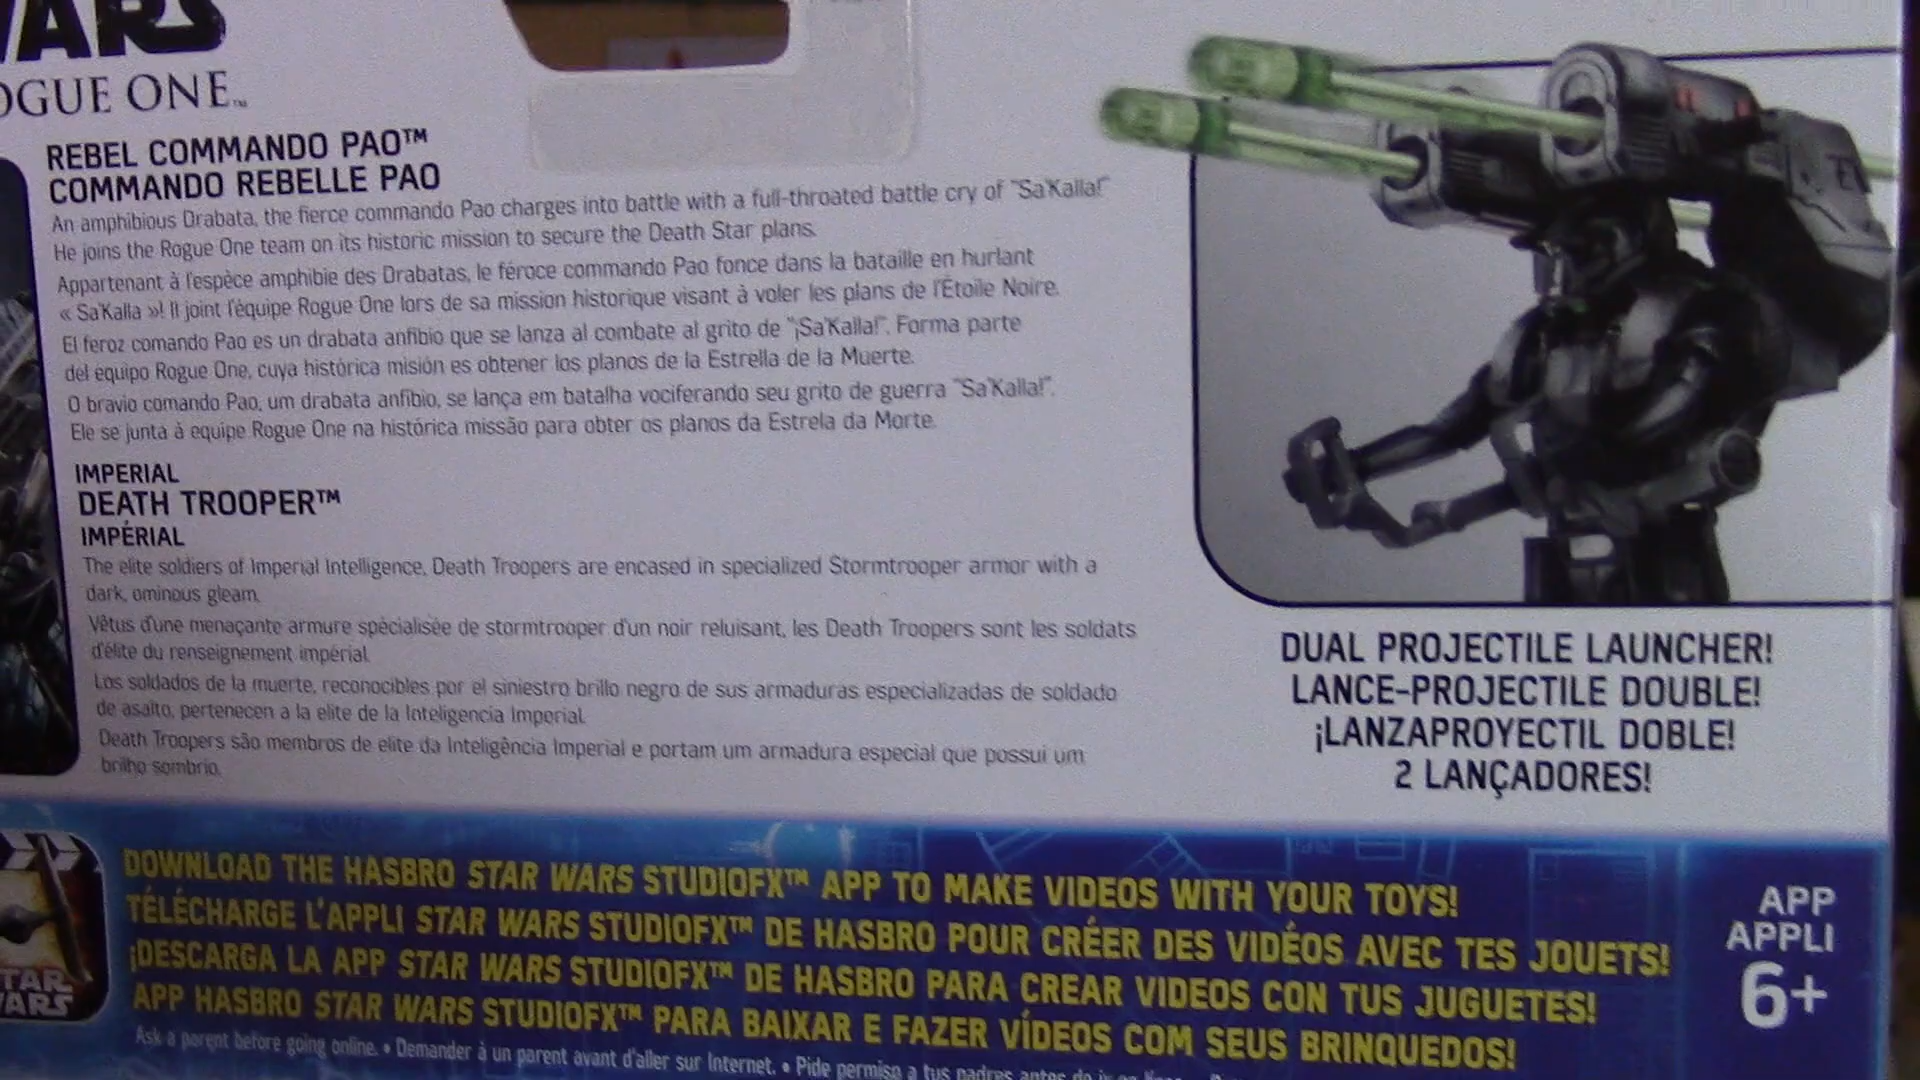 WARS
ROGUE ONE™
REBEL COMMANDO PAO™
COMMANDO REBELLE PAO
An amphibious Drabata, the fierce commando Pao charges into battle with a full-throated battle cry of "Sa'Kalla!"
He joins the Rogue One team on its historic mission to secure the Death Star plans.
Appartenant à l'espèce amphibie des Drabatas, le féroce commando Pao fonce dans la bataille en hurlant
« Sa'Kalla »! Il joint l'équipe Rogue One lors de sa mission historique visant à voler les plans de l'Étoile Noire.
El feroz comando Pao es un drabata anfibio que se lanza al combate al grito de "¡Sa'Kalla!". Forma parte
del equipo Rogue One, cuya histórica misión es obtener los planos de la Estrella de la Muerte.
O bravio comando Pao, um drabata anfíbio, se lança em batalha vociferando seu grito de guerra "Sa'Kalla!".
Ele se junta à equipe Rogue One na histórica missão para obter os planos da Estrela da Morte.
IMPERIAL
DEATH TROOPER™
IMPÉRIAL
The elite soldiers of Imperial Intelligence, Death Troopers are encased in specialized Stormtrooper armor with a
dark, ominous gleam.
Vêtus d'une menaçante armure spécialisée de stormtrooper d'un noir reluisant, les Death Troopers sont les soldats
d'élite du renseignement impérial.
Los soldados de la muerte, reconocibles por el siniestro brillo negro de sus armaduras especializadas de soldado
de asalto, pertenecen a la elite de la Inteligencia Imperial.
Death Troopers são membros de elite da Inteligência Imperial e portam um armadura especial que possui um
brilho sombrio.
DUAL PROJECTILE LAUNCHER!
LANCE-PROJECTILE DOUBLE!
¡LANZAPROYECTIL DOBLE!
2 LANÇADORES!
STAR
WARS
DOWNLOAD THE HASBRO STAR WARS STUDIOFX™ APP TO MAKE VIDEOS WITH YOUR TOYS!
TÉLÉCHARGE L'APPLI STAR WARS STUDIOFX™ DE HASBRO POUR CRÉER DES VIDÉOS AVEC TES JOUETS!
¡DESCARGA LA APP STAR WARS STUDIOFX™ DE HASBRO PARA CREAR VIDEOS CON TUS JUGUETES!
APP HASBRO STAR WARS STUDIOFX™ PARA BAIXAR E FAZER VÍDEOS COM SEUS BRINQUEDOS!
Ask a parent before going online. • Demander à un parent avant d'aller sur Internet. • Pide permiso a tus padres antes de
APP
APPLI
6+